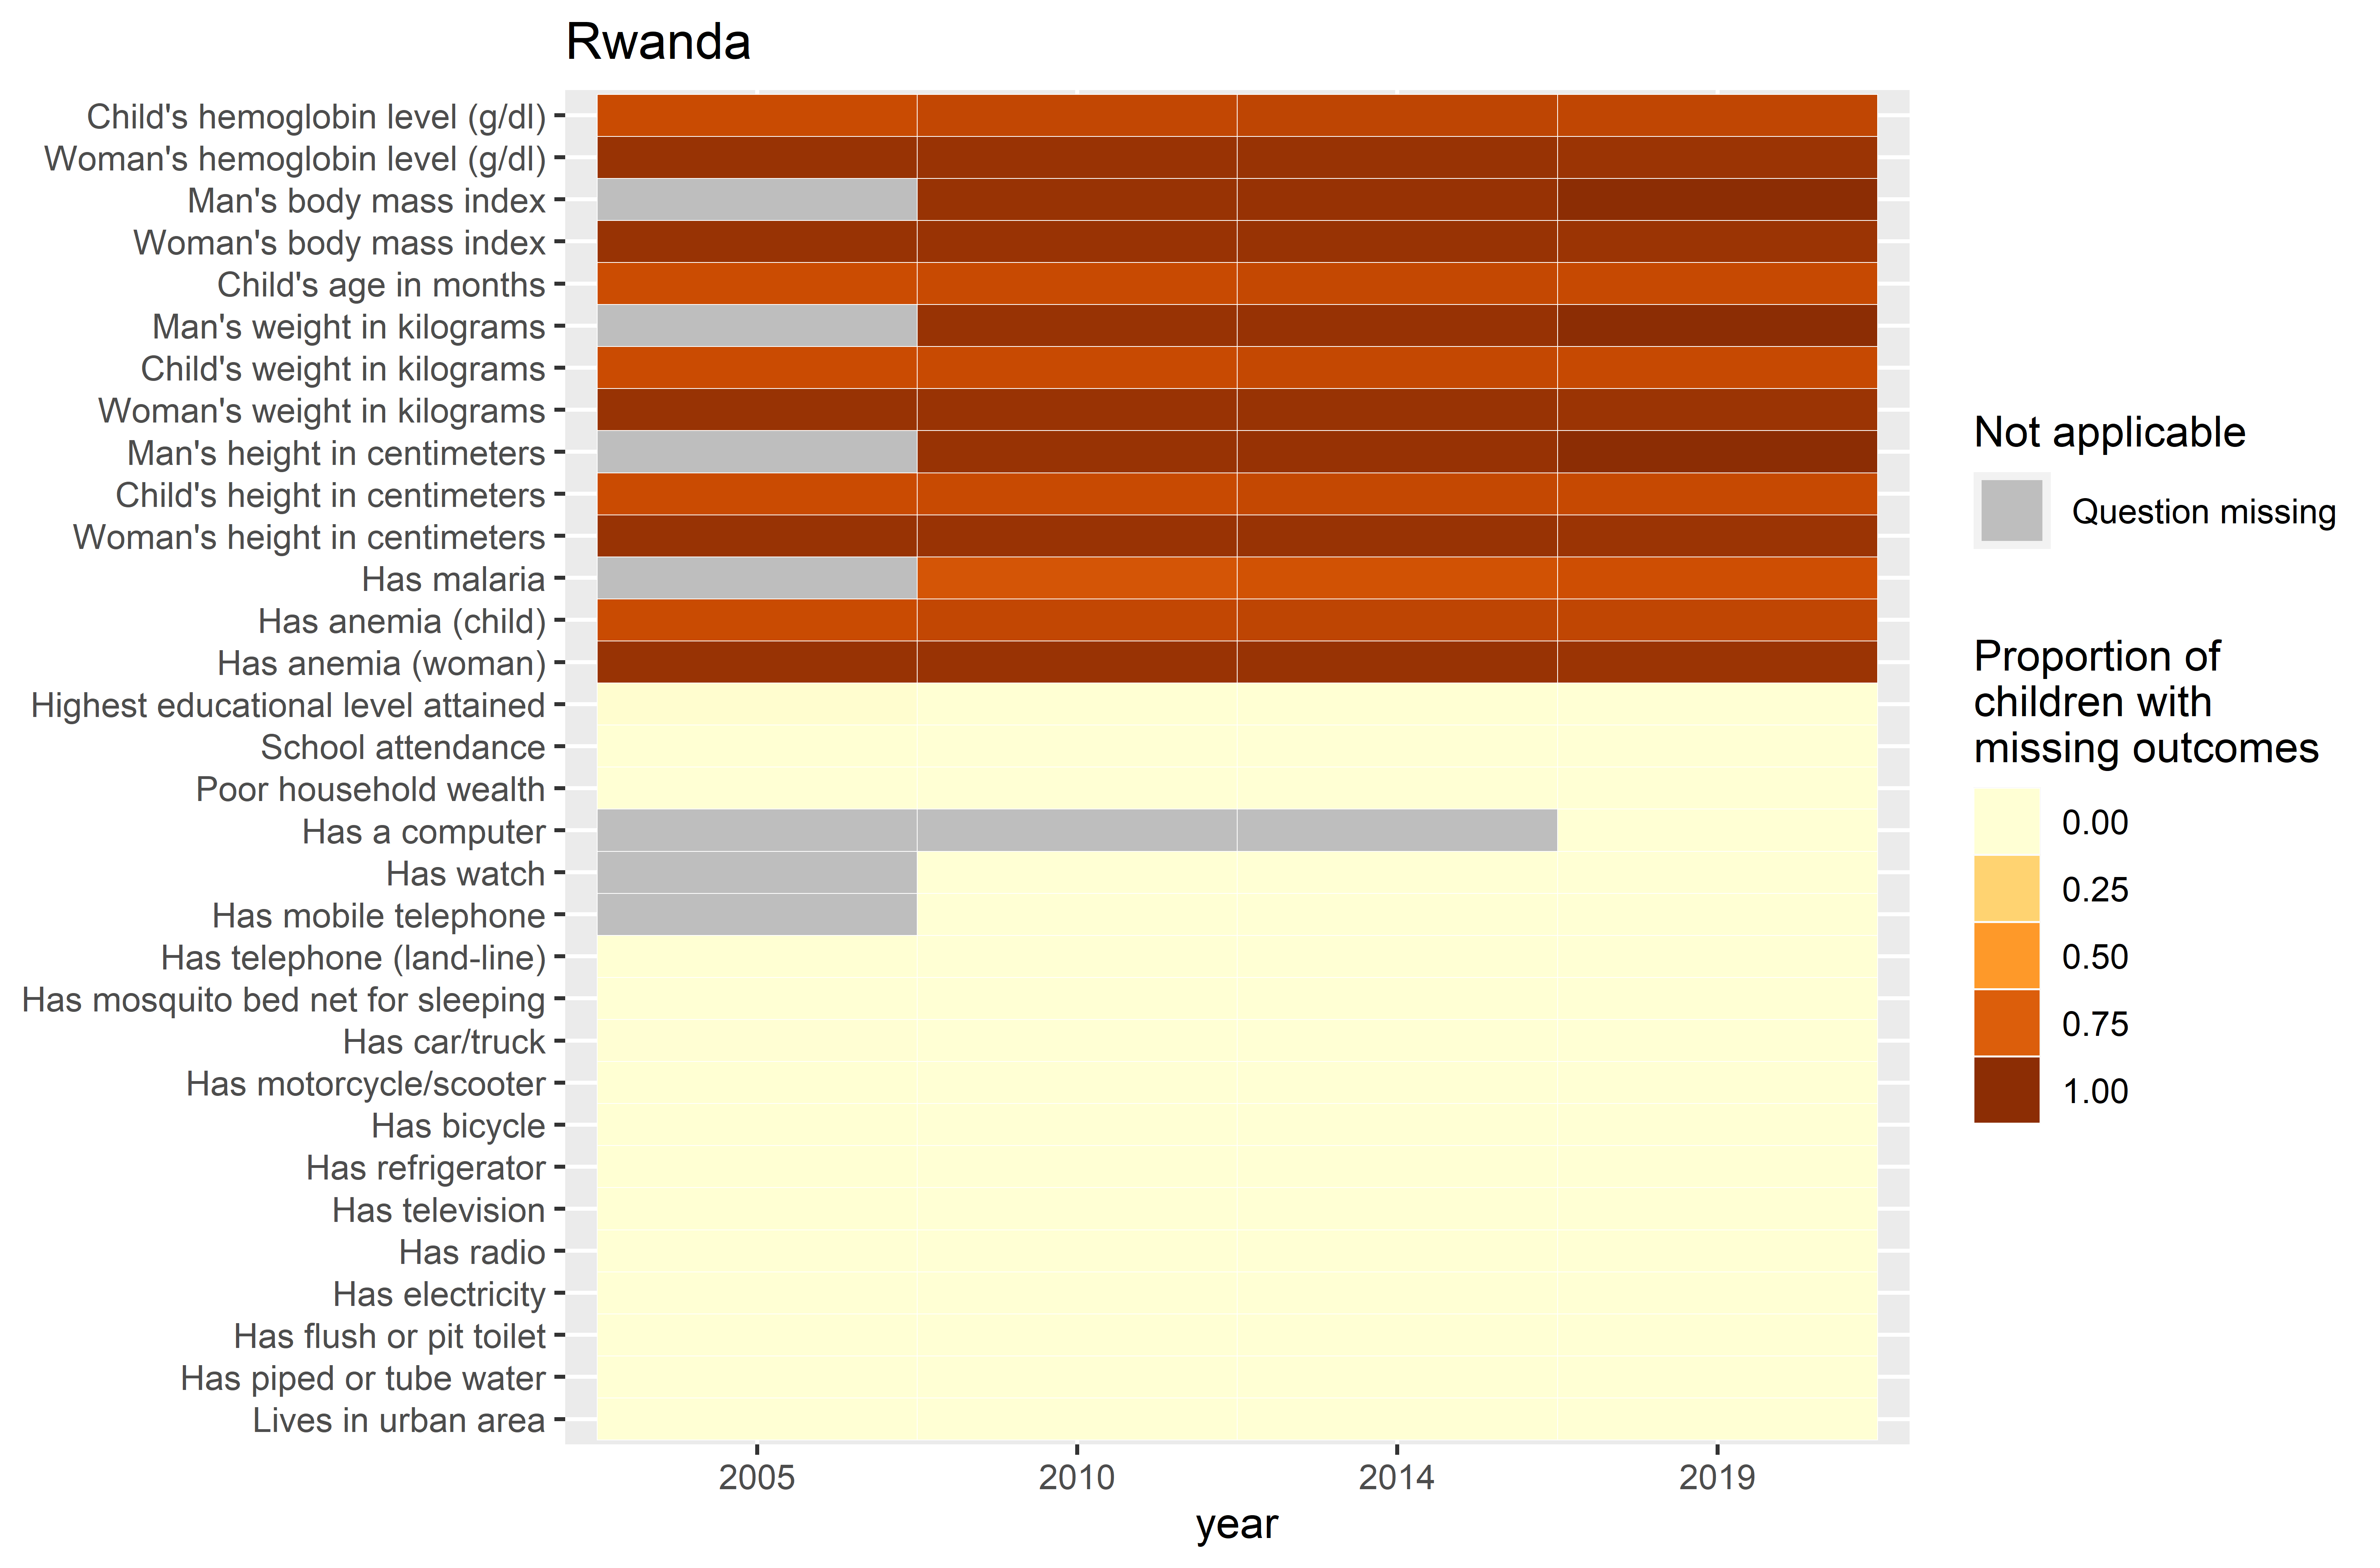 Rwanda
Child's hemoglobin level (g/dl)
Woman's hemoglobin level (g/dl)
Man's body mass index
Woman's body mass index
Child's age in months
Man's weight in kilograms
Child's weight in kilograms
Woman's weight in kilograms
Man's height in centimeters
Child's height in centimeters
Woman's height in centimeters
Has malaria
Has anemia (child)
Has anemia (woman)
Highest educational level attained
School attendance
Poor household wealth
Has a computer
Has watch
Has mobile telephone
Has telephone (land-line)
Has mosquito bed net for sleeping
Has car/truck
Has motorcycle/scooter
Has bicycle
Has refrigerator
Has television
Has radio
Has electricity
Has flush or pit toilet
Has piped or tube water
Lives in urban area
2005
2010
2014
2019
year
Not applicable
Question missing
Proportion of
children with
missing outcomes
0.00
0.25
0.50
0.75
1.00